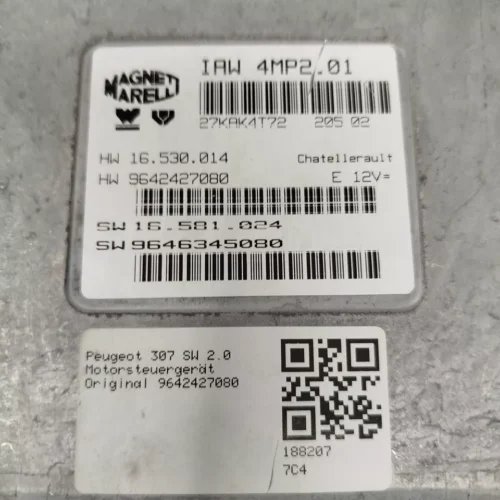 MAGNETI
MARELLI
IAW 4MP2.01
27KAK4T72 205 02
HW 16.530.014 Chatellerault
HW 9642427080 E 12V=
SW 16.581.024
SW 9646345080
Peugeot 307 SW 2.0
Motorsteuergerät
Original 9642427080
188207
7C4